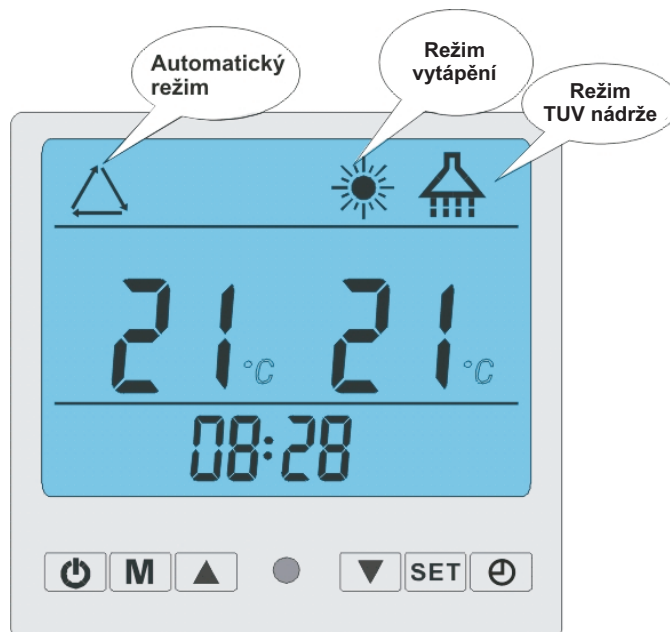 Automatický
režim
Režim
vytápění
Režim
TUV nádrže
21 °C 21 °C
08:28
M SET